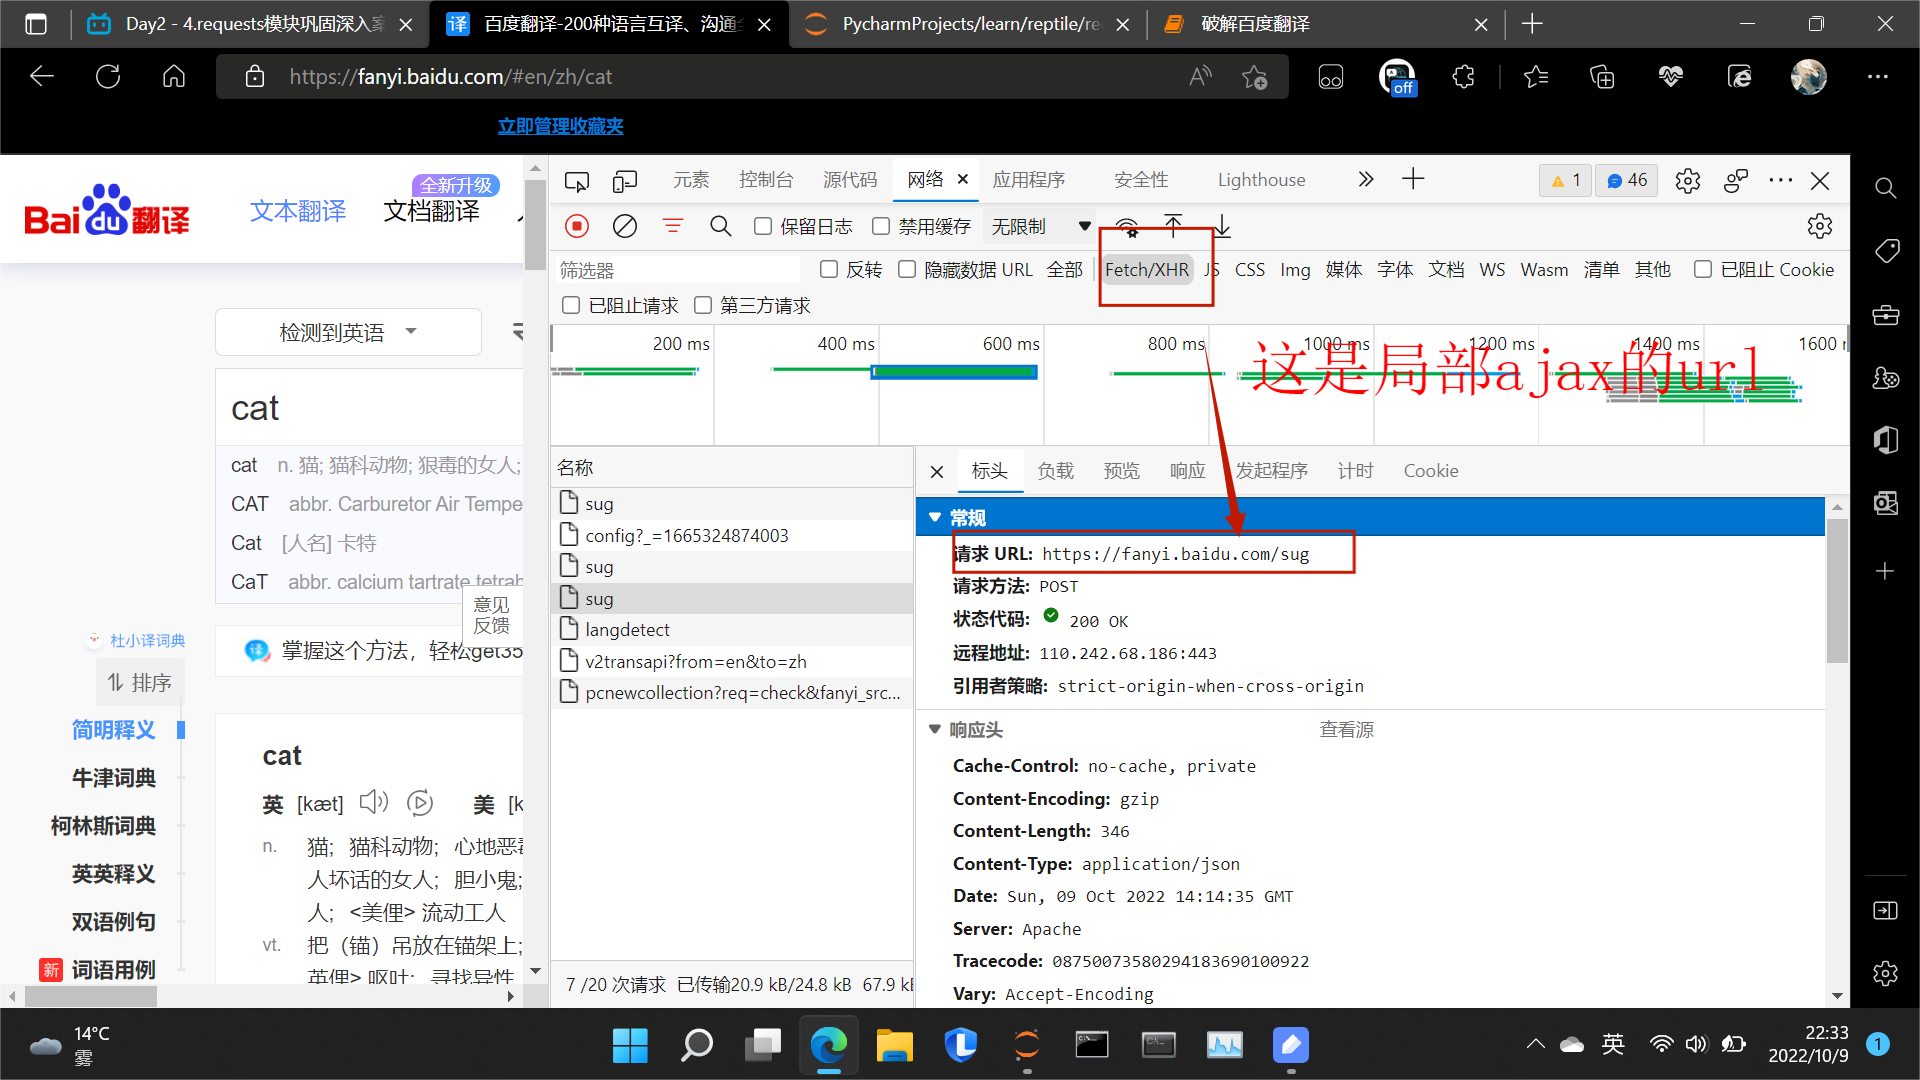 Day2 - 4.requests模块巩固深入案
百度翻译-200种语言互译、沟通全
PycharmProjects/learn/reptile/re
破解百度翻译
https://fanyi.baidu.com/#en/zh/cat
off
立即管理收藏夹
Bai du 翻译
文本翻译
全新升级
文档翻译
元素
控制台
源代码
网络
应用程序
安全性
Lighthouse
1
46
保留日志
禁用缓存
无限制
筛选器
反转
隐藏数据 URL
全部
Fetch/XHR
JS
CSS
Img
媒体
字体
文档
WS
Wasm
清单
其他
已阻止 Cookie
已阻止请求
第三方请求
200 ms
400 ms
600 ms
800 ms
1000 ms
1200 ms
1400 ms
1600
这是局部ajax的url
检测到英语
cat
cat n. 猫; 猫科动物; 狠毒的女人;
CAT abbr. Carburetor Air Tempe
Cat [人名] 卡特
CaT abbr. calcium tartrate tetrah
意见
反馈
杜小译词典
译
掌握这个方法，轻松get35
排序
简明释义
牛津词典
柯林斯词典
英英释义
双语例句
新 词语用例
cat
英 [kæt]
美 [k
n. 猫；猫科动物；心地恶毒
人坏话的女人；胆小鬼;
人；<美俚> 流动工人
vt. 把（锚）吊放在锚架上;
英俚> 呕吐；寻找异性
名称
sug
config?_=1665324874003
sug
sug
langdetect
v2transapi?from=en&to=zh
pcnewcollection?req=check&fanyi_src...
7 /20 次请求 已传输20.9 kB/24.8 kB 67.9 k
标头
负载
预览
响应
发起程序
计时
Cookie
常规
请求 URL: https://fanyi.baidu.com/sug
请求方法: POST
状态代码: 200 OK
远程地址: 110.242.68.186:443
引用者策略: strict-origin-when-cross-origin
响应头
查看源
Cache-Control: no-cache, private
Content-Encoding: gzip
Content-Length: 346
Content-Type: application/json
Date: Sun, 09 Oct 2022 14:14:35 GMT
Server: Apache
Tracecode: 08750073580294183690100922
Vary: Accept-Encoding
14°C
雾
英
22:33
2022/10/9
1